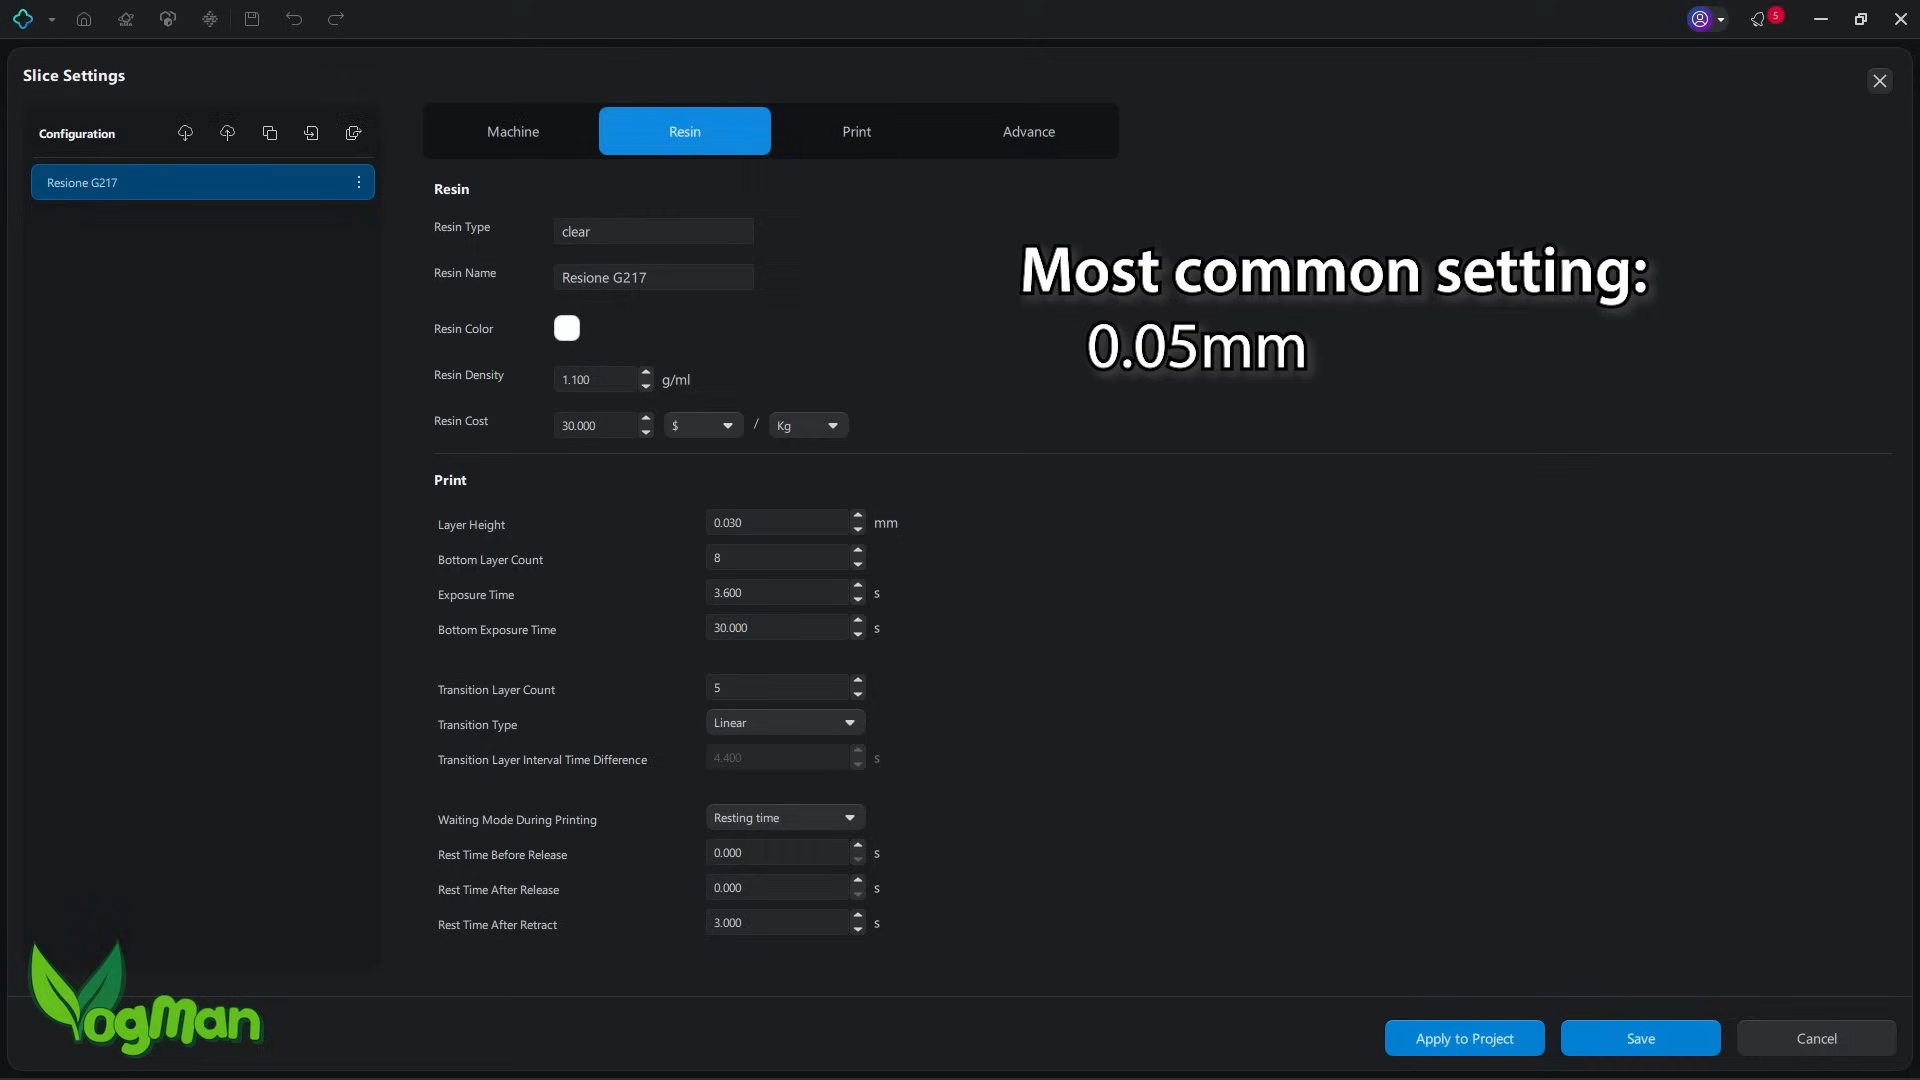 5
Slice Settings
Configuration
Machine
Resin
Print
Advance
Resione G217
Resin
Resin Type
clear
Resin Name
Resione G217
Resin Color
Resin Density
1.100
g/ml
Resin Cost
30.000
$
/
Kg
Most common setting:
0.05mm
Print
Layer Height
0.030
mm
Bottom Layer Count
8
Exposure Time
3.600
s
Bottom Exposure Time
30.000
s
Transition Layer Count
5
Transition Type
Linear
Transition Layer Interval Time Difference
4.400
s
Waiting Mode During Printing
Resting time
Rest Time Before Release
0.000
s
Rest Time After Release
0.000
s
Rest Time After Retract
3.000
s
YogMan
Apply to Project
Save
Cancel